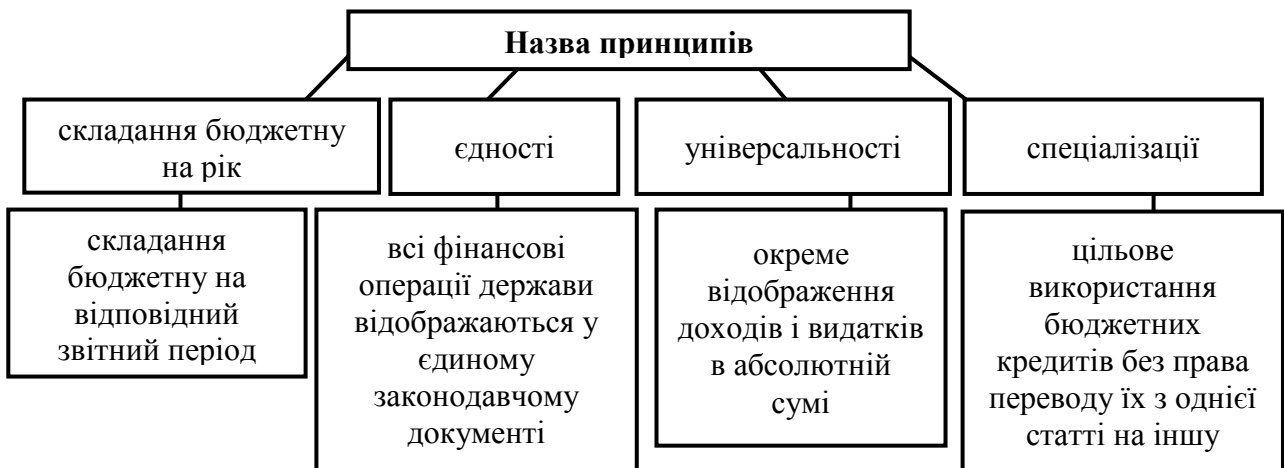 Назва принципів
складання бюджетну
на рік
єдності
універсальності
спеціалізації
складання
бюджетну на
відповідний
звітний період
всі фінансові
операції держави
відображаються у
єдиному
законодавчому
документі
окреме
відображення
доходів і видатків
в абсолютній
сумі
цільове
використання
бюджетних
кредитів без права
переводу їх з однієї
статті на іншу